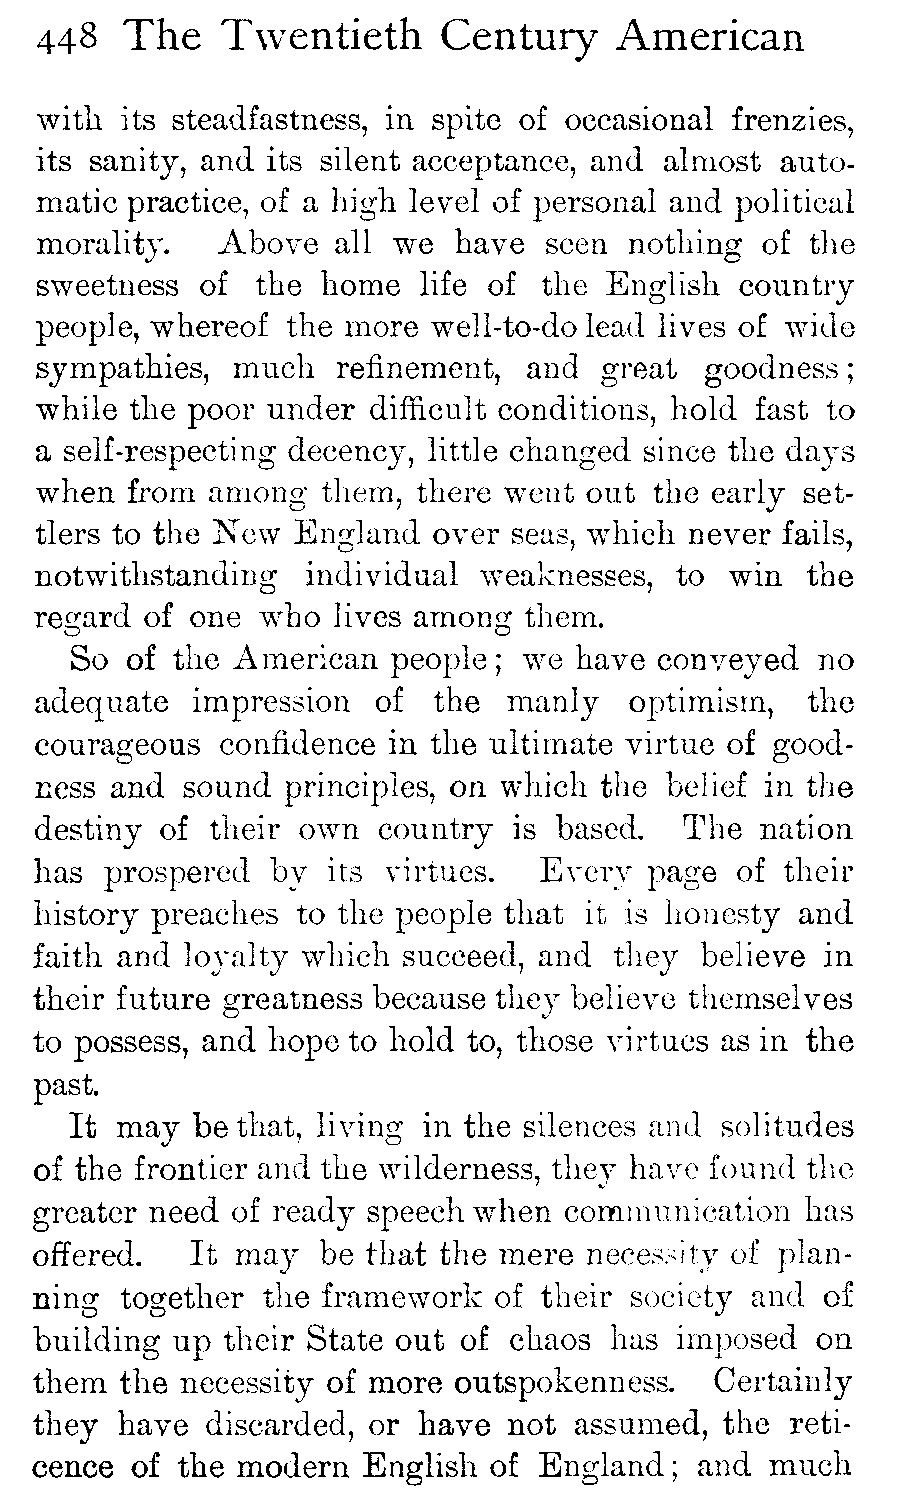 448 The Twentieth Century American
with its steadfastness, in spite of occasional frenzies,
its sanity, and its silent acceptance, and almost auto-
matic practice, of a high level of personal and political
morality. Above all we have seen nothing of the
sweetness of the home life of the English country
people, whereof the more well-to-do lead lives of wide
sympathies, much refinement, and great goodness;
while the poor under difficult conditions, hold fast to
a self-respecting decency, little changed since the days
when from among them, there went out the early set-
tlers to the New England over seas, which never fails,
notwithstanding individual weaknesses, to win the
regard of one who lives among them.
So of the American people; we have conveyed no
adequate impression of the manly optimism, the
courageous confidence in the ultimate virtue of good-
ness and sound principles, on which the belief in the
destiny of their own country is based. The nation
has prospered by its virtues. Every page of their
history preaches to the people that it is honesty and
faith and loyalty which succeed, and they believe in
their future greatness because they believe themselves
to possess, and hope to hold to, those virtues as in the
past.
It may be that, living in the silences and solitudes
of the frontier and the wilderness, they have found the
greater need of ready speech when communication has
offered. It may be that the mere necessity of plan-
ning together the framework of their society and of
building up their State out of chaos has imposed on
them the necessity of more outspokenness. Certainly
they have discarded, or have not assumed, the reti-
cence of the modern English of England; and much